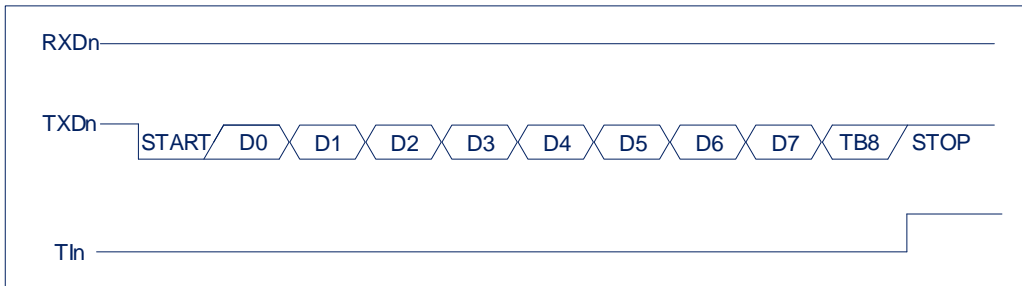 RXDn
TXDn
START D0 D1 D2 D3 D4 D5 D6 D7 TB8 STOP
TIn